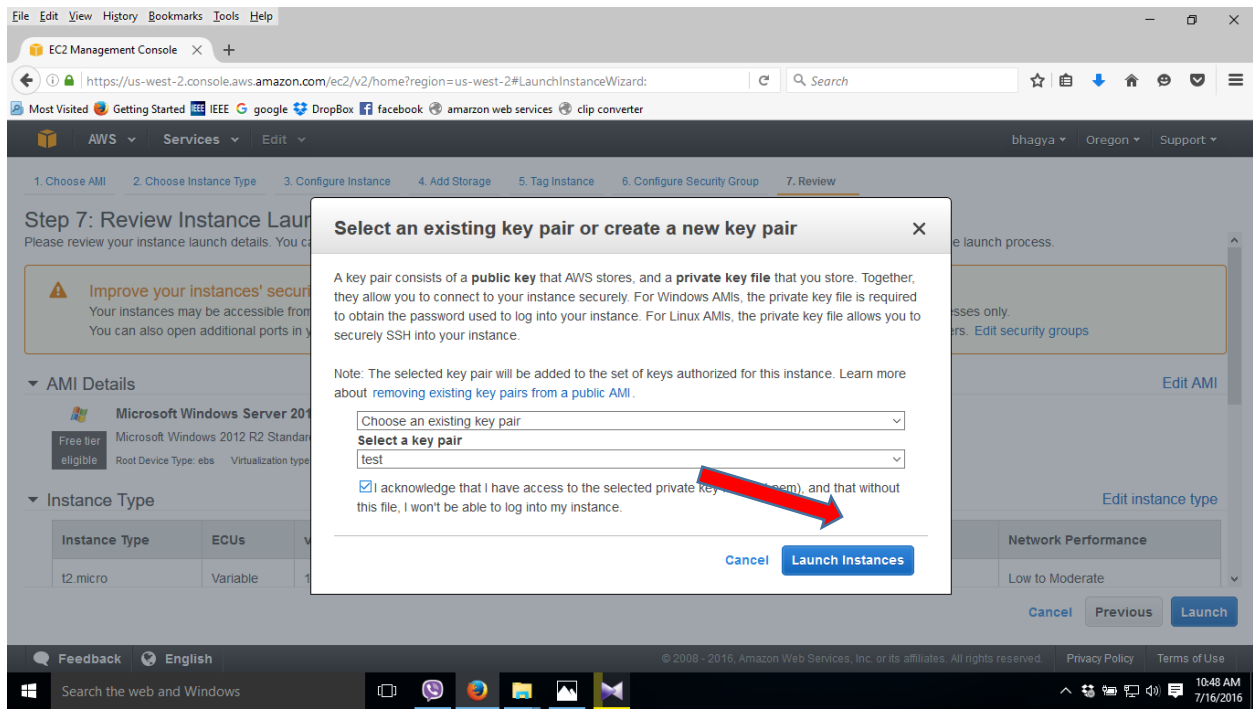 File Edit View History Bookmarks Tools Help
EC2 Management Console
https://us-west-2.console.aws.amazon.com/ec2/v2/home?region=us-west-2#LaunchInstanceWizard:
Search
Most Visited Getting Started IEEE IEEE G google DropBox facebook amarzon web services clip converter
AWS Services Edit bhagya Oregon Support
1. Choose AMI 2. Choose Instance Type 3. Configure Instance 4. Add Storage 5. Tag Instance 6. Configure Security Group 7. Review
Step 7: Review Instance Laun
Please review your instance launch details. You ca
e launch process.
Improve your instances' securi
Your instances may be accessible from
esses only.
You can also open additional ports in y
ers. Edit security groups
AMI Details Edit AMI
Microsoft Windows Server 201
Free tier eligible
Microsoft Windows 2012 R2 Standar
Root Device Type: ebs Virtualization type
Instance Type Edit instance type
Instance Type ECUs v Network Performance
t2.micro Variable 1 Low to Moderate
Select an existing key pair or create a new key pair
A key pair consists of a public key that AWS stores, and a private key file that you store. Together,
they allow you to connect to your instance securely. For Windows AMIs, the private key file is required
to obtain the password used to log into your instance. For Linux AMIs, the private key file allows you to
securely SSH into your instance.
Note: The selected key pair will be added to the set of keys authorized for this instance. Learn more
about removing existing key pairs from a public AMI.
Choose an existing key pair
Select a key pair
test
I acknowledge that I have access to the selected private key pem), and that without
this file, I won't be able to log into my instance.
Cancel Launch Instances
Cancel Previous Launch
Feedback English © 2008 - 2016, Amazon Web Services, Inc. or its affiliates. All rights reserved. Privacy Policy Terms of Use
Search the web and Windows
10:48 AM
7/16/2016